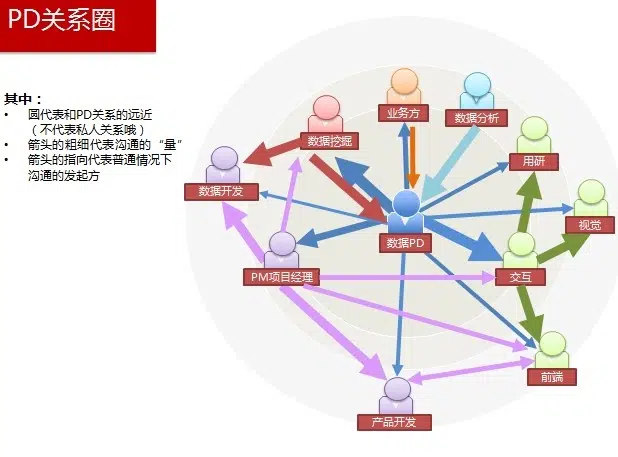 PD关系圈
其中：
• 圆代表和PD关系的远近
（不代表私人关系哦）
• 箭头的粗细代表沟通的“量”
• 箭头的指向代表普通情况下
沟通的发起方
业务方
数据分析
数据挖掘
用研
数据开发
视觉
数据PD
PM项目经理
交互
前端
产品开发